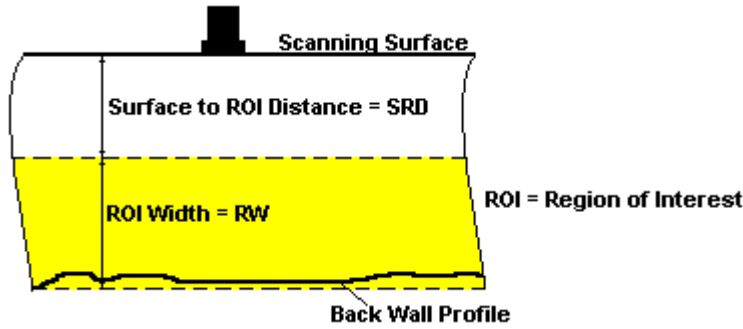 Scanning Surface
Surface to ROI Distance = SRD
ROI Width = RW
ROI = Region of Interest
Back Wall Profile